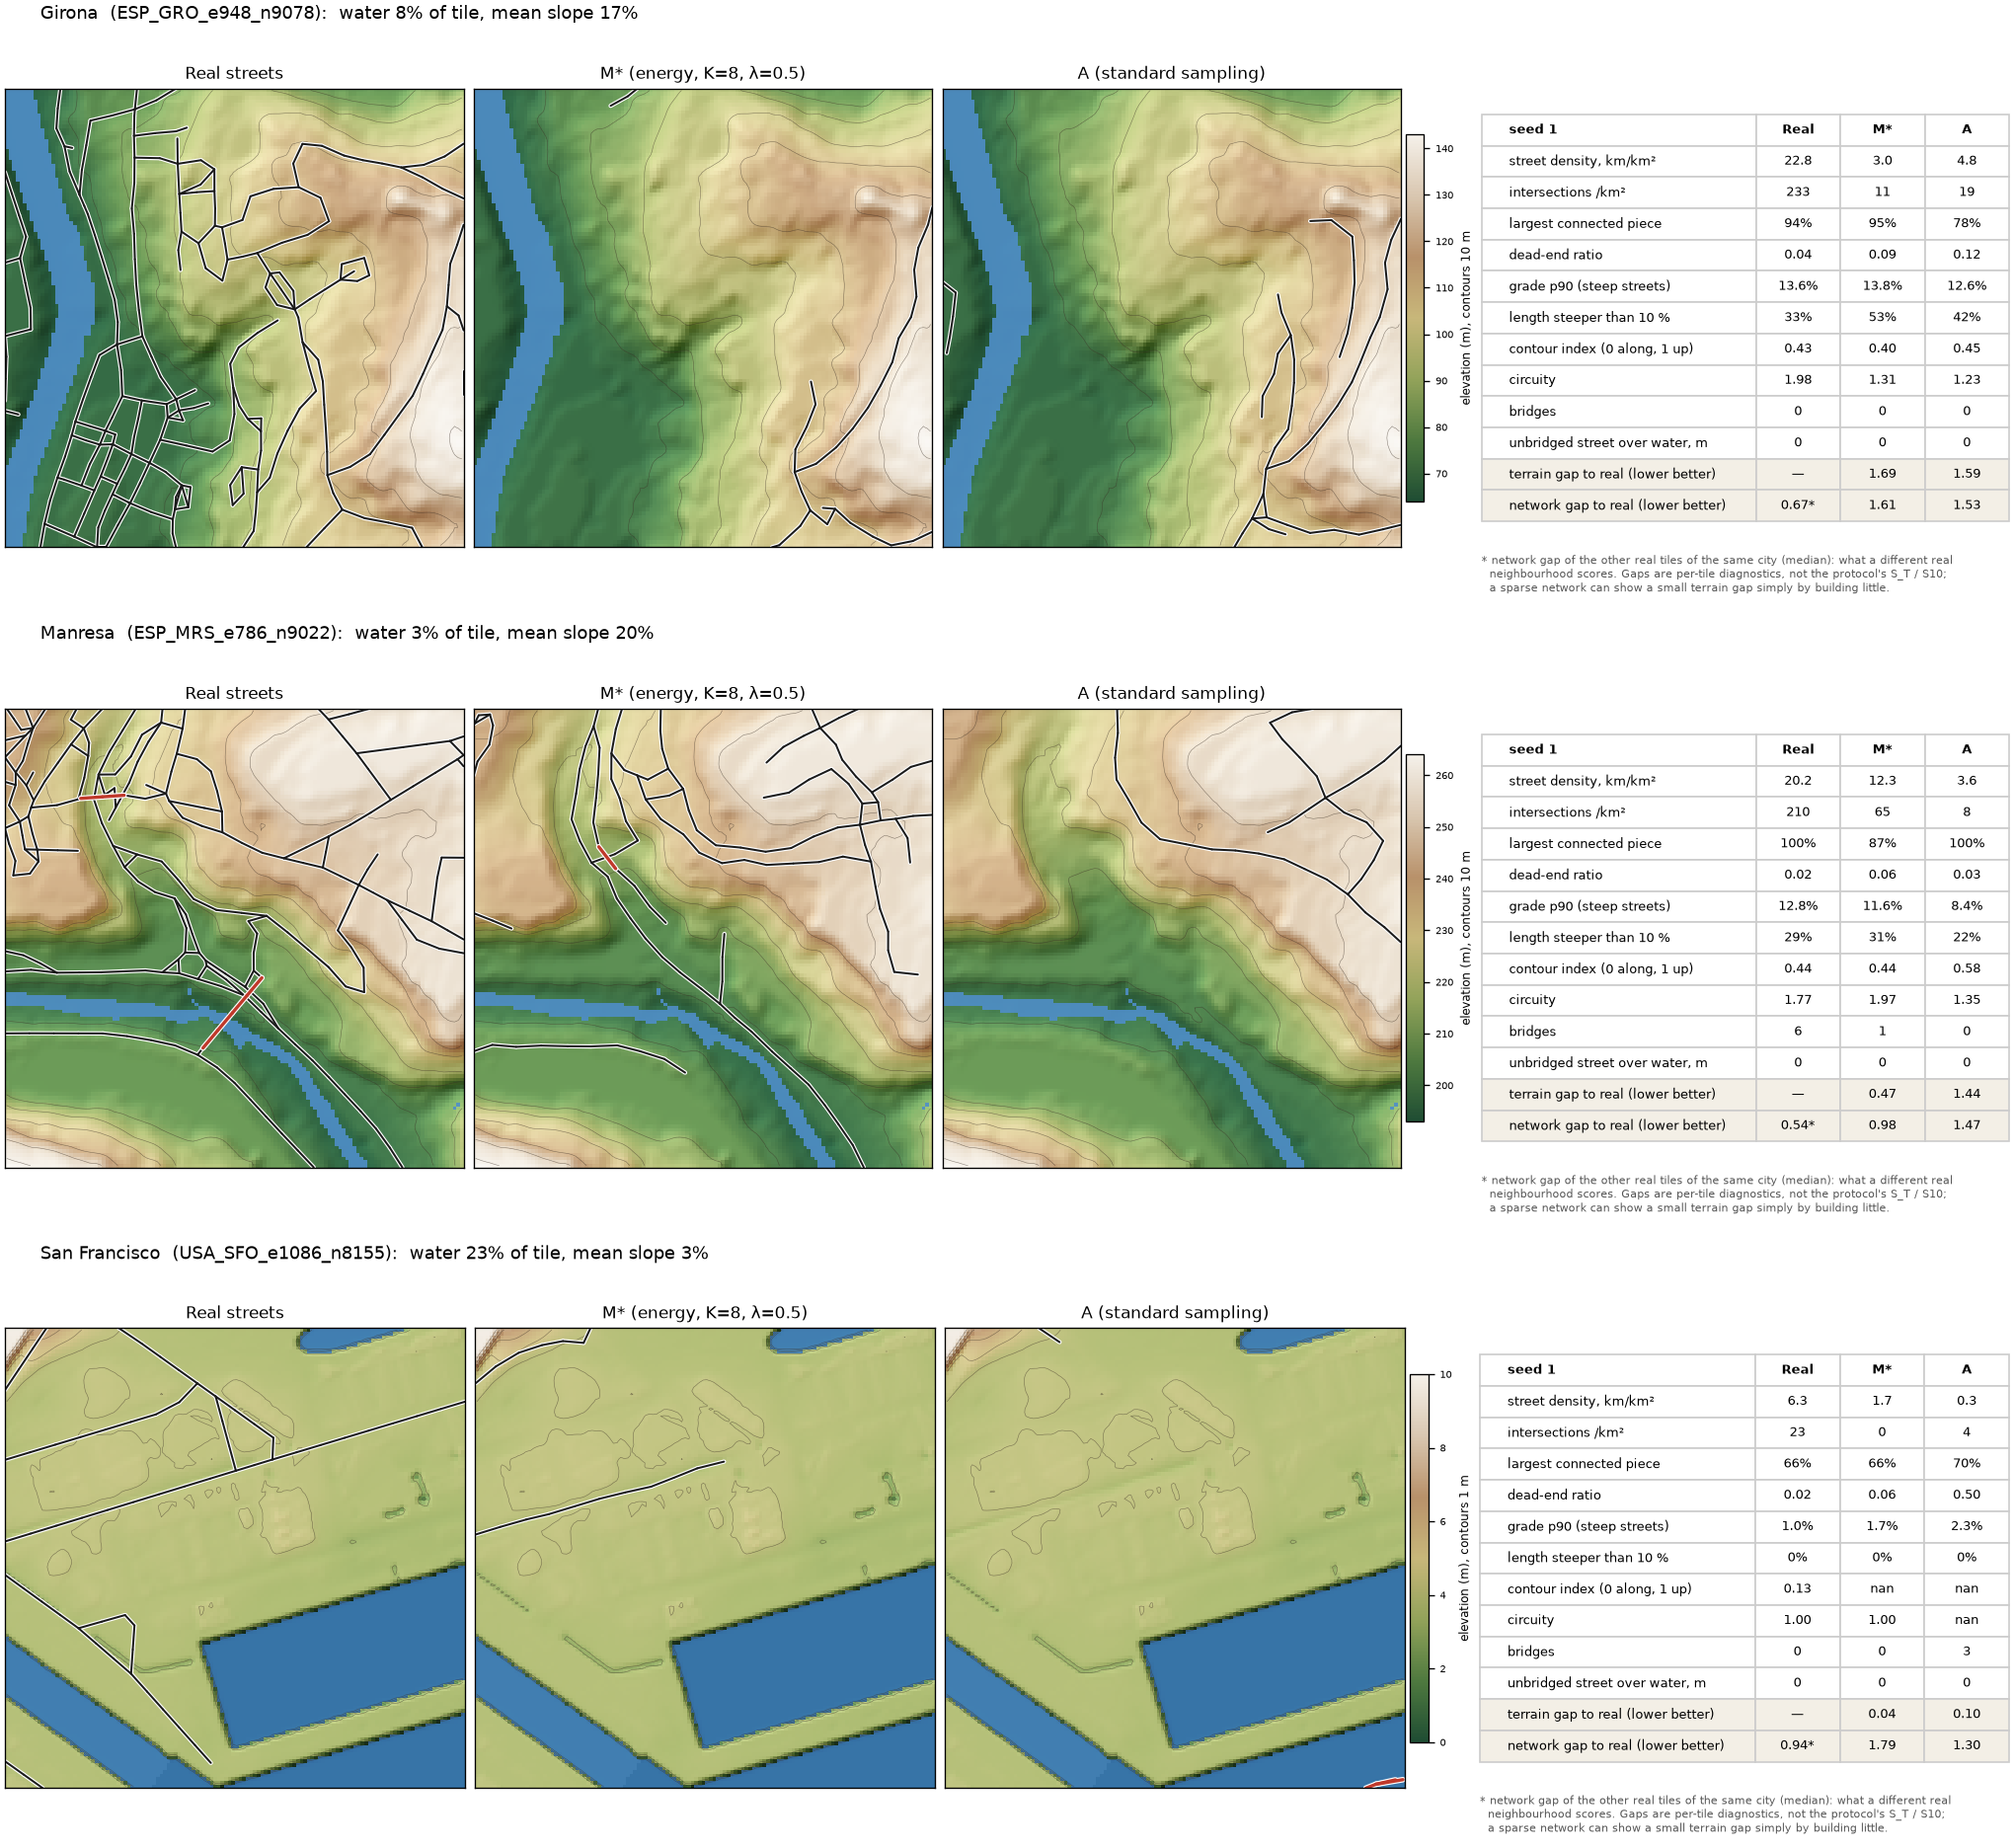 Girona  (ESP_GRO_e948_n9078):  water 8% of tile, mean slope 17%
Real streets
M* (energy, K=8, λ=0.5)
A (standard sampling)
140
130
120
110
100
90
80
70
elevation (m), contours 10 m
seed 1 Real M* A
street density, km/km² 22.8 3.0 4.8
intersections /km² 233 11 19
largest connected piece 94% 95% 78%
dead-end ratio 0.04 0.09 0.12
grade p90 (steep streets) 13.6% 13.8% 12.6%
length steeper than 10 % 33% 53% 42%
contour index (0 along, 1 up) 0.43 0.40 0.45
circuity 1.98 1.31 1.23
bridges 0 0 0
unbridged street over water, m 0 0 0
terrain gap to real (lower better) — 1.69 1.59
network gap to real (lower better) 0.67* 1.61 1.53
* network gap of the other real tiles of the same city (median): what a different real
neighbourhood scores. Gaps are per-tile diagnostics, not the protocol's S_T / S10;
a sparse network can show a small terrain gap simply by building little.
Manresa  (ESP_MRS_e786_n9022):  water 3% of tile, mean slope 20%
Real streets
M* (energy, K=8, λ=0.5)
A (standard sampling)
260
250
240
230
220
210
200
elevation (m), contours 10 m
seed 1 Real M* A
street density, km/km² 20.2 12.3 3.6
intersections /km² 210 65 8
largest connected piece 100% 87% 100%
dead-end ratio 0.02 0.06 0.03
grade p90 (steep streets) 12.8% 11.6% 8.4%
length steeper than 10 % 29% 31% 22%
contour index (0 along, 1 up) 0.44 0.44 0.58
circuity 1.77 1.97 1.35
bridges 6 1 0
unbridged street over water, m 0 0 0
terrain gap to real (lower better) — 0.47 1.44
network gap to real (lower better) 0.54* 0.98 1.47
* network gap of the other real tiles of the same city (median): what a different real
neighbourhood scores. Gaps are per-tile diagnostics, not the protocol's S_T / S10;
a sparse network can show a small terrain gap simply by building little.
San Francisco  (USA_SFO_e1086_n8155):  water 23% of tile, mean slope 3%
Real streets
M* (energy, K=8, λ=0.5)
A (standard sampling)
10
8
6
4
2
0
elevation (m), contours 1 m
seed 1 Real M* A
street density, km/km² 6.3 1.7 0.3
intersections /km² 23 0 4
largest connected piece 66% 66% 70%
dead-end ratio 0.02 0.06 0.50
grade p90 (steep streets) 1.0% 1.7% 2.3%
length steeper than 10 % 0% 0% 0%
contour index (0 along, 1 up) 0.13 nan nan
circuity 1.00 1.00 nan
bridges 0 0 3
unbridged street over water, m 0 0 0
terrain gap to real (lower better) — 0.04 0.10
network gap to real (lower better) 0.94* 1.79 1.30
* network gap of the other real tiles of the same city (median): what a different real
neighbourhood scores. Gaps are per-tile diagnostics, not the protocol's S_T / S10;
a sparse network can show a small terrain gap simply by building little.